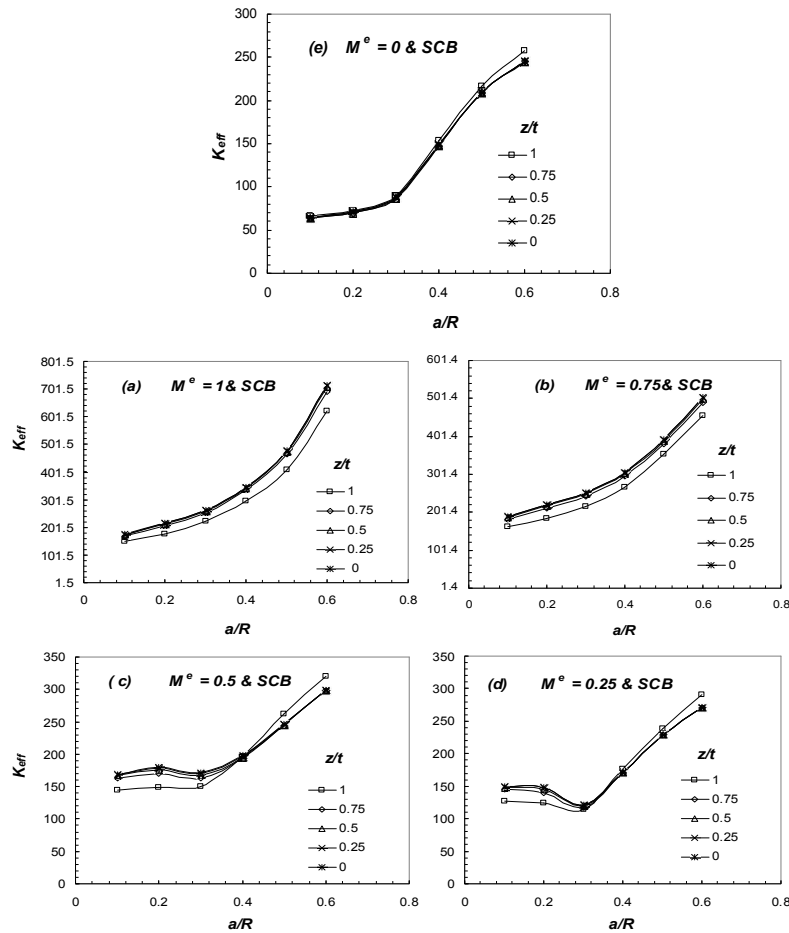 300
250
200
150
100
50
0
K_eff
(e) M^e = 0 & SCB
z/t
1
0.75
0.5
0.25
0
0 0.2 0.4 0.6 0.8
a/R
801.5
701.5
601.5
501.5
401.5
301.5
201.5
101.5
1.5
K_eff
(a) M^e = 1& SCB
z/t
1
0.75
0.5
0.25
0
0 0.2 0.4 0.6 0.8
a/R
601.4
501.4
401.4
301.4
201.4
101.4
1.4
(b) M^e = 0.75& SCB
z/t
1
0.75
0.5
0.25
0
0 0.2 0.4 0.6 0.8
a/R
350
300
250
200
150
100
50
0
K_eff
( c) M^e = 0.5 & SCB
z/t
1
0.75
0.5
0.25
0
0 0.2 0.4 0.6 0.8
a/R
350
300
250
200
150
100
50
0
(d) M^e = 0.25 & SCB
z/t
1
0.75
0.5
0.25
0
0 0.2 0.4 0.6 0.8
a/R